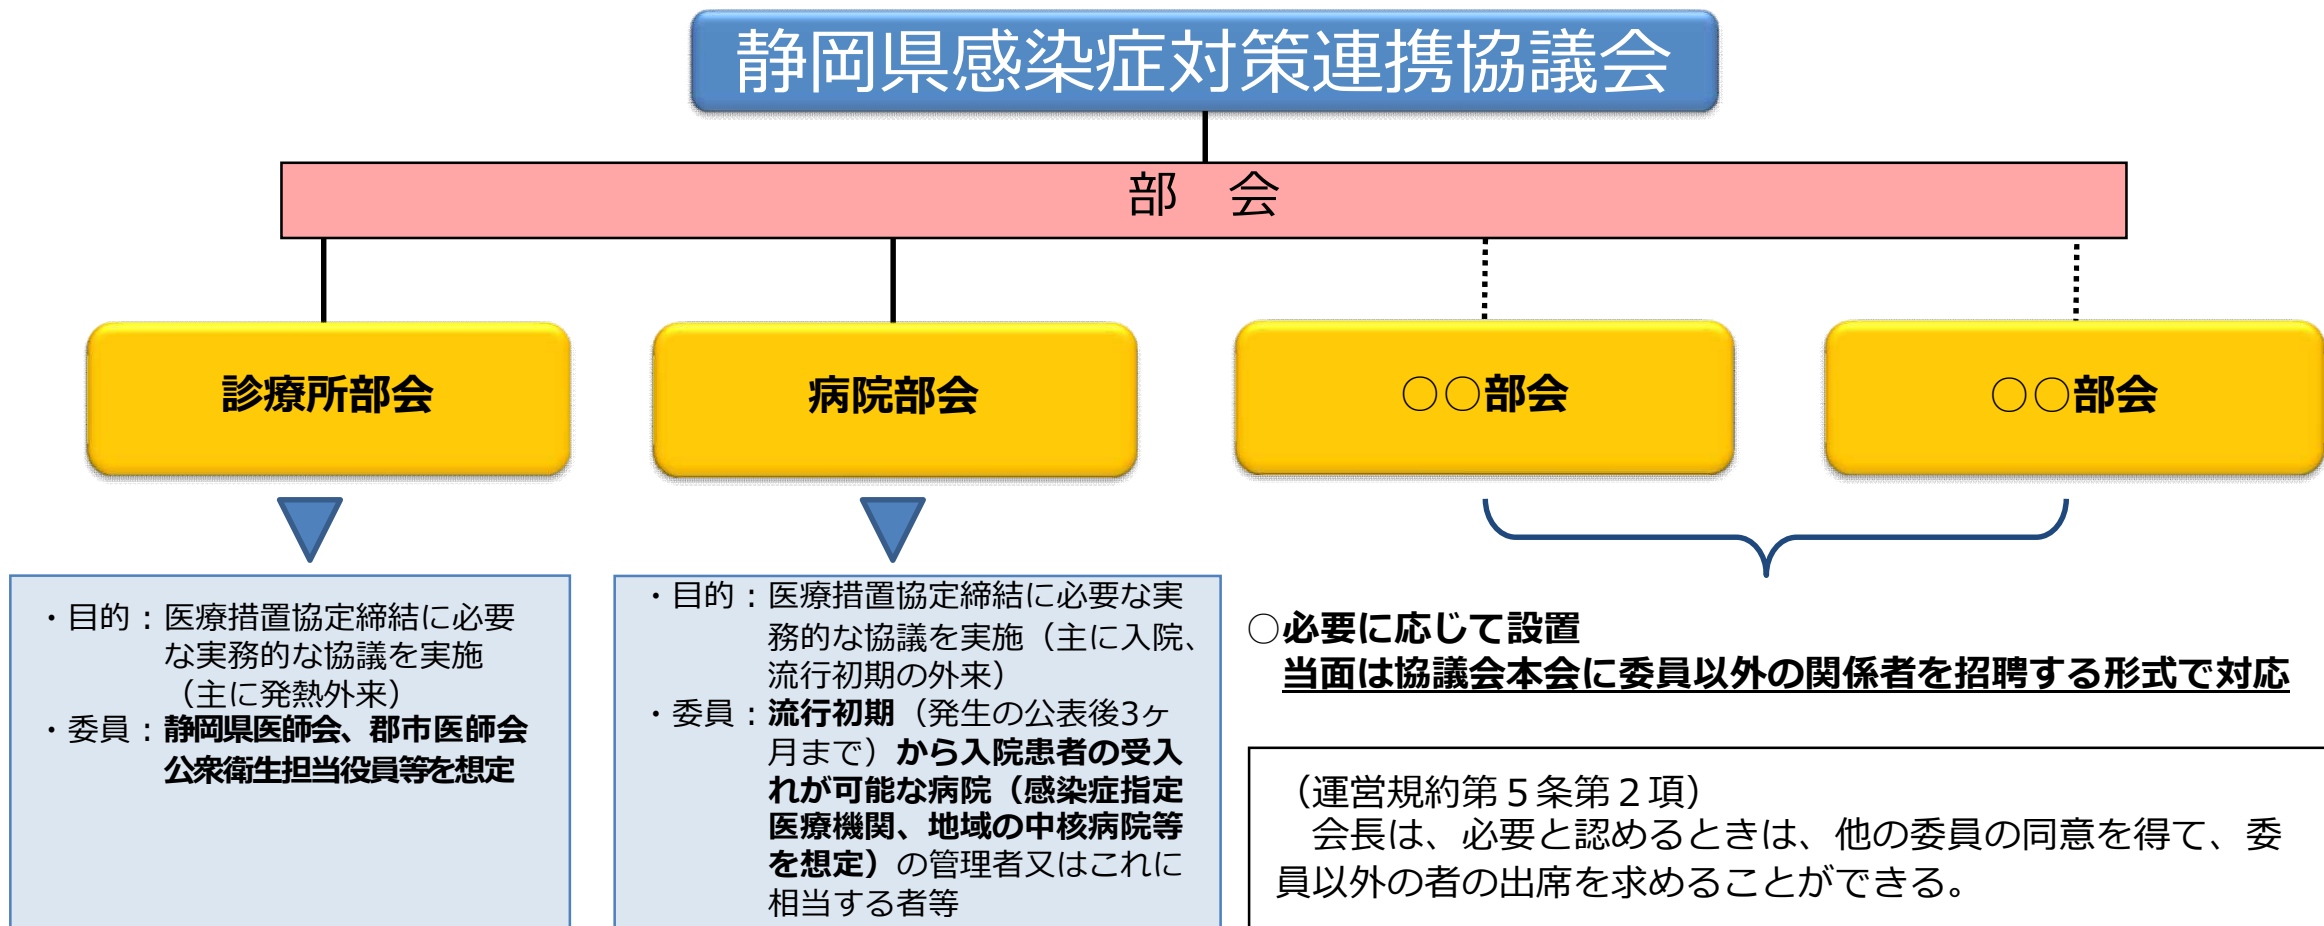 静岡県感染症対策連携協議会
部　会
診療所部会
病院部会
○○部会
○○部会
・目的：医療措置協定締結に必要
な実務的な協議を実施
（主に発熱外来）
・委員：静岡県医師会、郡市医師会
公衆衛生担当役員等を想定
・目的：医療措置協定締結に必要な実
務的な協議を実施（主に入院、
流行初期の外来）
・委員：流行初期（発生の公表後3ヶ
月まで）から入院患者の受入
れが可能な病院（感染症指定
医療機関、地域の中核病院等
を想定）の管理者又はこれに
相当する者等
○必要に応じて設置
当面は協議会本会に委員以外の関係者を招聘する形式で対応
（運営規約第５条第２項）
会長は、必要と認めるときは、他の委員の同意を得て、委
員以外の者の出席を求めることができる。